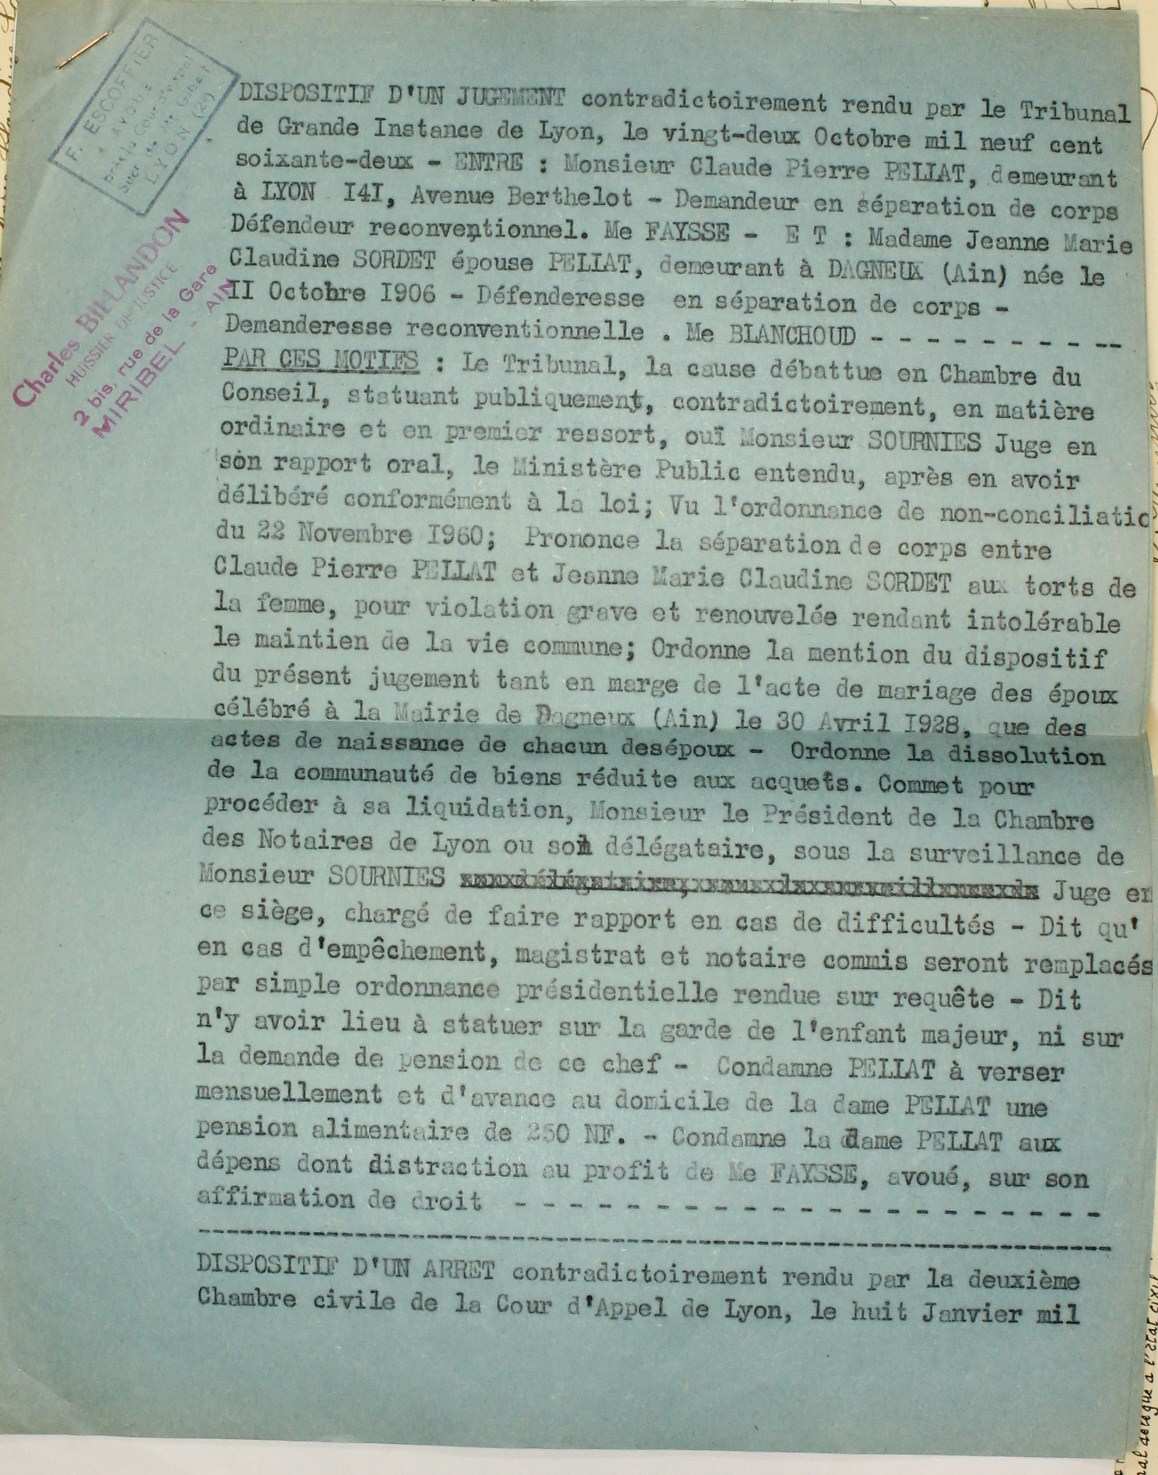 F. ESCOFFIER
AVOUÉ
LYON (2e)
Charles BILLANDON
HUISSIER DE JUSTICE
2 bis, rue de la Gare
MIRIBEL - AIN
DISPOSITIF D'UN JUGEMENT contradictoirement rendu par le Tribunal
de Grande Instance de Lyon, le vingt-deux Octobre mil neuf cent
soixante-deux - ENTRE : Monsieur Claude Pierre PELLAT, demeurant
à LYON I4I, Avenue Berthelot - Demandeur en séparation de corps
Défendeur reconventionnel. Me FAYSSE - E T : Madame Jeanne Marie
Claudine SORDET épouse PELLAT, demeurant à DAGNEUX (Ain) née le
II Octobre I906 - Défenderesse en séparation de corps -
Demanderesse reconventionnelle . Me BLANCHOUD - - - - - - - - - --
PAR CES MOTIFS : Le Tribunal, la cause débattue en Chambre du
Conseil, statuant publiquement, contradictoirement, en matière
ordinaire et en premier ressort, ouï Monsieur SOURNIES Juge en
son rapport oral, le Ministère Public entendu, après en avoir
délibéré conformément à la loi; Vu l'ordonnance de non-conciliatio
du 22 Novembre I960; Prononce la séparation de corps entre
Claude Pierre PELLAT et Jeanne Marie Claudine SORDET aux torts de
la femme, pour violation grave et renouvelée rendant intolérable
le maintien de la vie commune; Ordonne la mention du dispositif
du présent jugement tant en marge de l'acte de mariage des époux
célébré à la Mairie de Dagneux (Ain) le 30 Avril I928, que des
actes de naissance de chacun desépoux - Ordonne la dissolution
de la communauté de biens réduite aux acquets. Commet pour
procéder à sa liquidation, Monsieur le Président de la Chambre
des Notaires de Lyon ou son délégataire, sous la surveillance de
Monsieur SOURNIES Juge en
ce siège, chargé de faire rapport en cas de difficultés - Dit qu'
en cas d'empêchement, magistrat et notaire commis seront remplacés
par simple ordonnance présidentielle rendue sur requête - Dit
n'y avoir lieu à statuer sur la garde de l'enfant majeur, ni sur
la demande de pension de ce chef - Condamne PELLAT à verser
mensuellement et d'avance au domicile de la dame PELLAT une
pension alimentaire de 250 NF. - Condamne la dame PELLAT aux
dépens dont distraction au profit de Me FAYSSE, avoué, sur son
affirmation de droit - - - - - - - - - - - - - - - - - - - -
DISPOSITIF D'UN ARRET contradictoirement rendu par la deuxième
Chambre civile de la Cour d'Appel de Lyon, le huit Janvier mil